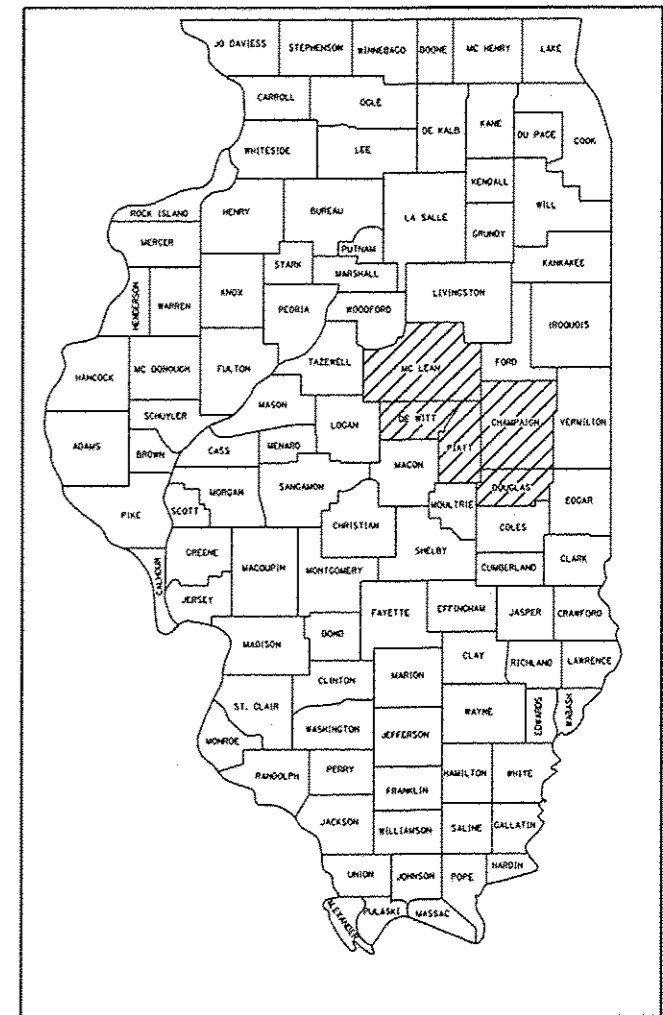 JO DAVIESS STEPHENSON WINNEBAGO BOONE MC HENRY LAKE
CARROLL OGLE
DE KALB KANE DU PAGE COOK
WHITESIDE LEE
KENDALL
WILL
ROCK ISLAND HENRY BUREAU LA SALLE
MERCER PUTNAM GRUNDY
STARK MARSHALL KANKAKEE
HENDERSON WARREN KNOX PEORIA WOODFORD LIVINGSTON IROQUOIS
HANCOCK MC DONOUGH FULTON TAZEWELL MC LEAN FORD
SCHUYLER MASON
ADAMS BROWN CASS MENARD LOGAN DE WITT PIATT CHAMPAIGN VERMILION
MACON
PIKE SCOTT MORGAN SANGAMON MOULTRIE DOUGLAS EDGAR
CHRISTIAN COLES
CALHOUN GREENE MACOUPIN MONTGOMERY SHELBY CUMBERLAND CLARK
JERSEY
FAYETTE EFFINGHAM JASPER CRAWFORD
MADISON BOND
CLAY RICHLAND LAWRENCE
CLINTON MARION
ST. CLAIR WAYNE EDWARDS WABASH
WASHINGTON JEFFERSON
MONROE
RANDOLPH PERRY HAMILTON WHITE
FRANKLIN
JACKSON WILLIAMSON SALINE GALLATIN
UNION JOHNSON POPE HARDIN
ALEXANDER PULASKI MASSAC